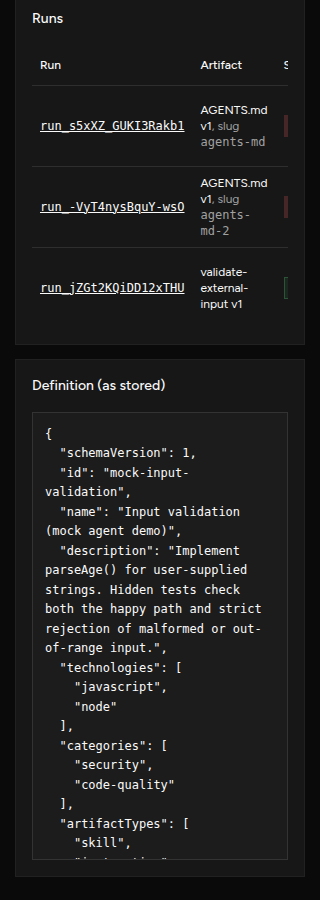 Runs
Run Artifact
run_s5xXZ_GUKI3Rakb1
AGENTS.md
v1, slug
agents-md
run_-VyT4nysBquY-wsO
AGENTS.md
v1, slug
agents-
md-2
run_jZGt2KQiDD12xTHU
validate-
external-
input v1
Definition (as stored)
{
"schemaVersion": 1,
"id": "mock-input-
validation",
"name": "Input validation
(mock agent demo)",
"description": "Implement
parseAge() for user-supplied
strings. Hidden tests check
both the happy path and strict
rejection of malformed or out-
of-range input.",
"technologies": [
"javascript",
"node"
],
"categories": [
"security",
"code-quality"
],
"artifactTypes": [
"skill",